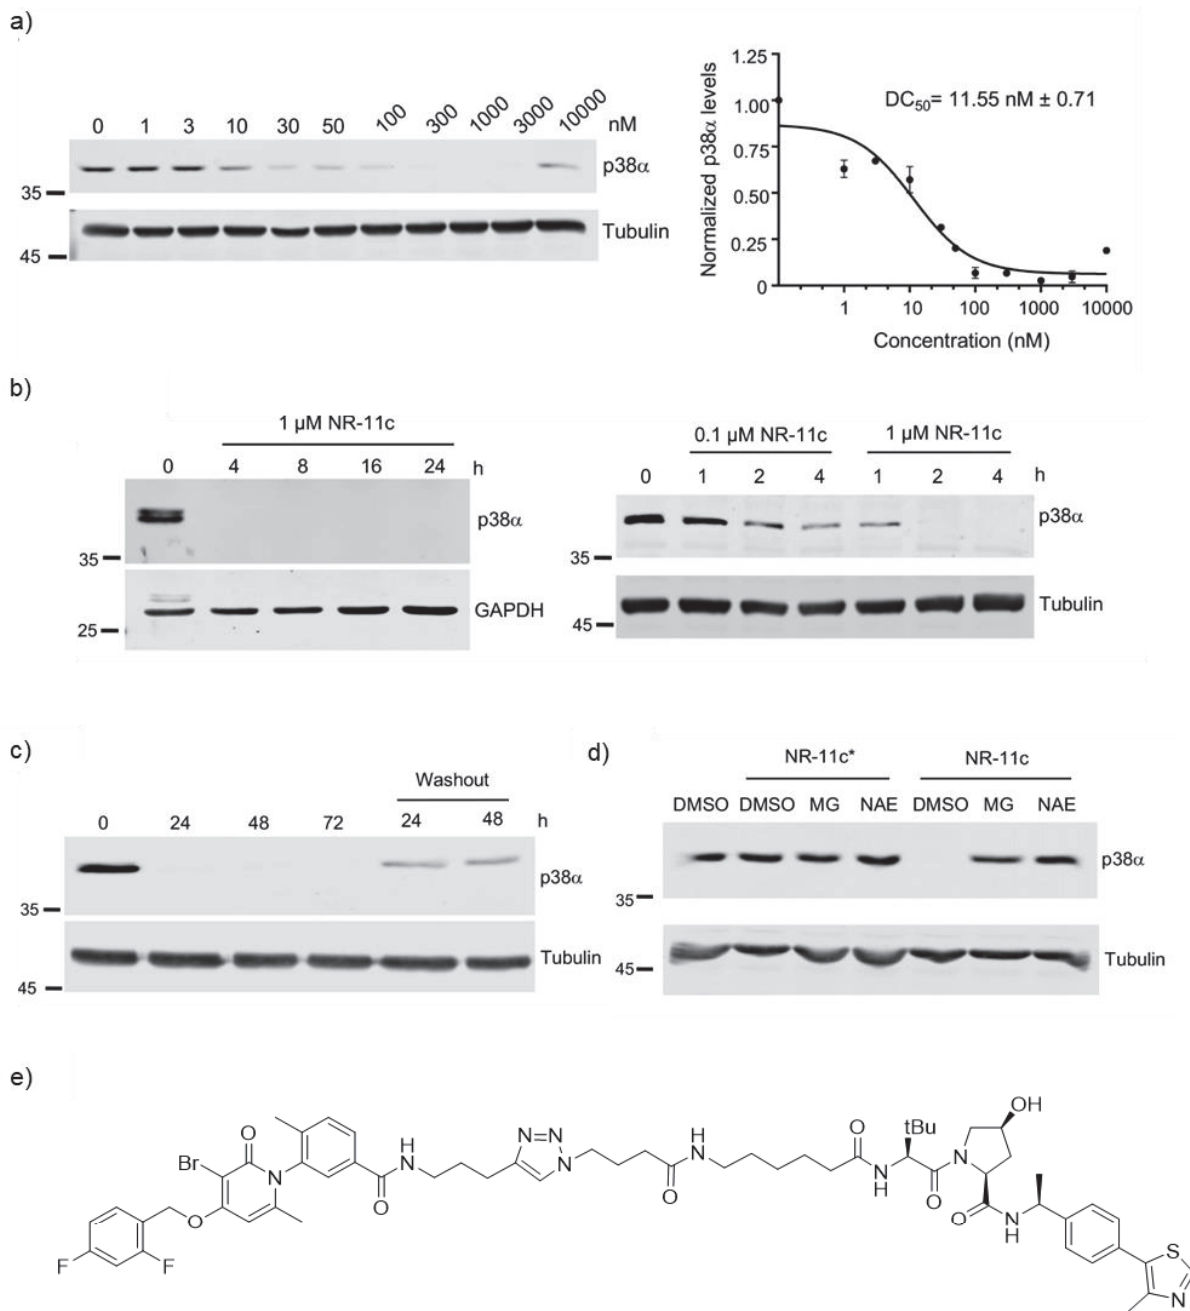 a)
0 1 3 10 30 50 100 300 1000 3000 10000 nM
p38α
35
Tubulin
45
Normalized p38α levels
1.25
1.00
0.75
0.50
0.25
0
DC50= 11.55 nM ± 0.71
1 10 100 1000 10000
Concentration (nM)
b)
1 µM NR-11c
0 4 8 16 24 h
p38α
35
GAPDH
25
0.1 µM NR-11c 1 µM NR-11c
0 1 2 4 1 2 4 h
p38α
35
Tubulin
45
c)
Washout
0 24 48 72 24 48 h
p38α
35
Tubulin
45
d)
NR-11c* NR-11c
DMSO DMSO MG NAE DMSO MG NAE
p38α
35
Tubulin
45
e)
OH
O
Br
N
O
F
F
O
H
N
O
N=N
N
O
H
N
O
N
H
tBu
O
N
O
N
H
S
N